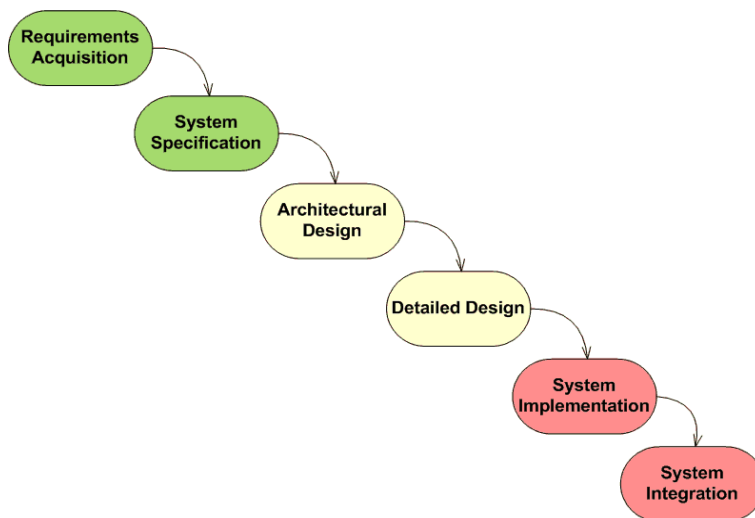 Requirements
Acquisition
System
Specification
Architectural
Design
Detailed Design
System
Implementation
System
Integration